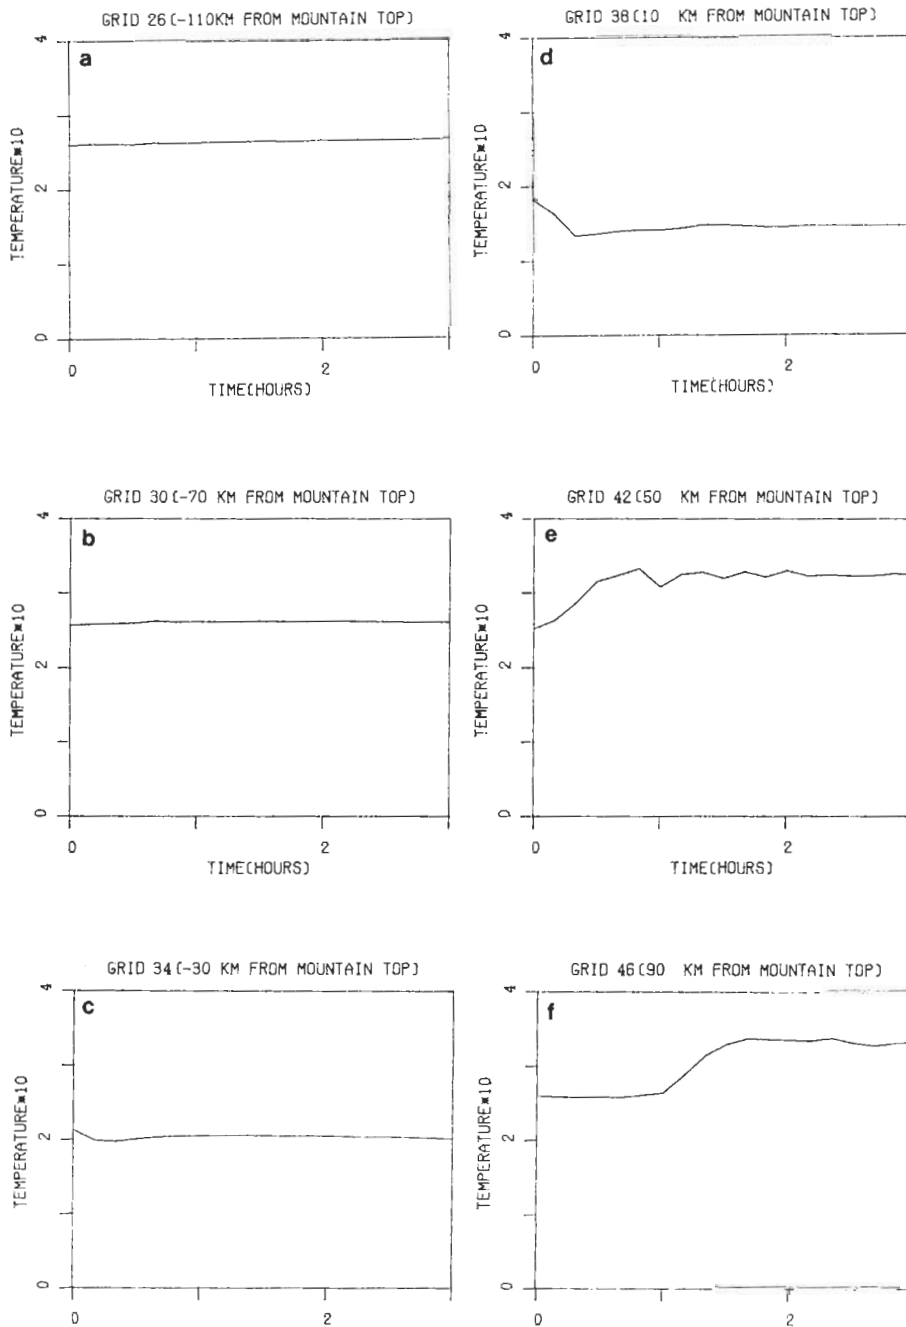 GRID 26(-110KM FROM MOUNTAIN TOP)
a
4
2
0
TEMPERATURE*10
0
1
2
TIME(HOURS)
GRID 38(10 KM FROM MOUNTAIN TOP)
d
4
2
0
TEMPERATURE*10
0
2
TIME(HOURS)
GRID 30(-70 KM FROM MOUNTAIN TOP)
b
4
2
0
TEMPERATURE*10
0
2
TIME(HOURS)
GRID 42(50 KM FROM MOUNTAIN TOP)
e
4
2
0
TEMPERATURE*10
0
2
TIME(HOURS)
GRID 34(-30 KM FROM MOUNTAIN TOP)
c
4
2
0
TEMPERATURE*10
0
2
GRID 46(90 KM FROM MOUNTAIN TOP)
f
4
2
0
TEMPERATURE*10
0
2